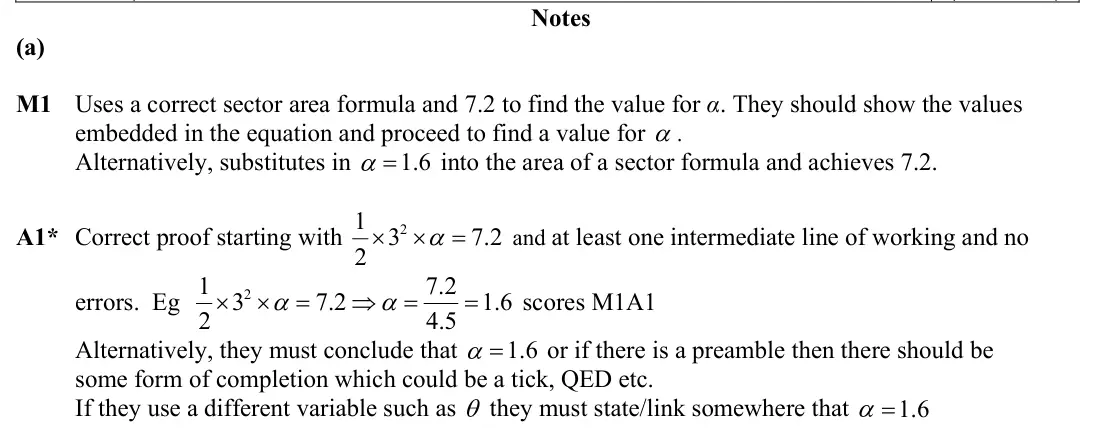 Notes
(a)
M1 Uses a correct sector area formula and 7.2 to find the value for α. They should show the values
embedded in the equation and proceed to find a value for α .
Alternatively, substitutes in α = 1.6 into the area of a sector formula and achieves 7.2.
A1* Correct proof starting with 1/2 × 3² × α = 7.2 and at least one intermediate line of working and no
errors. Eg 1/2 × 3² × α = 7.2 ⇒ α = 7.2/4.5 = 1.6 scores M1A1
Alternatively, they must conclude that α = 1.6 or if there is a preamble then there should be
some form of completion which could be a tick, QED etc.
If they use a different variable such as θ they must state/link somewhere that α = 1.6